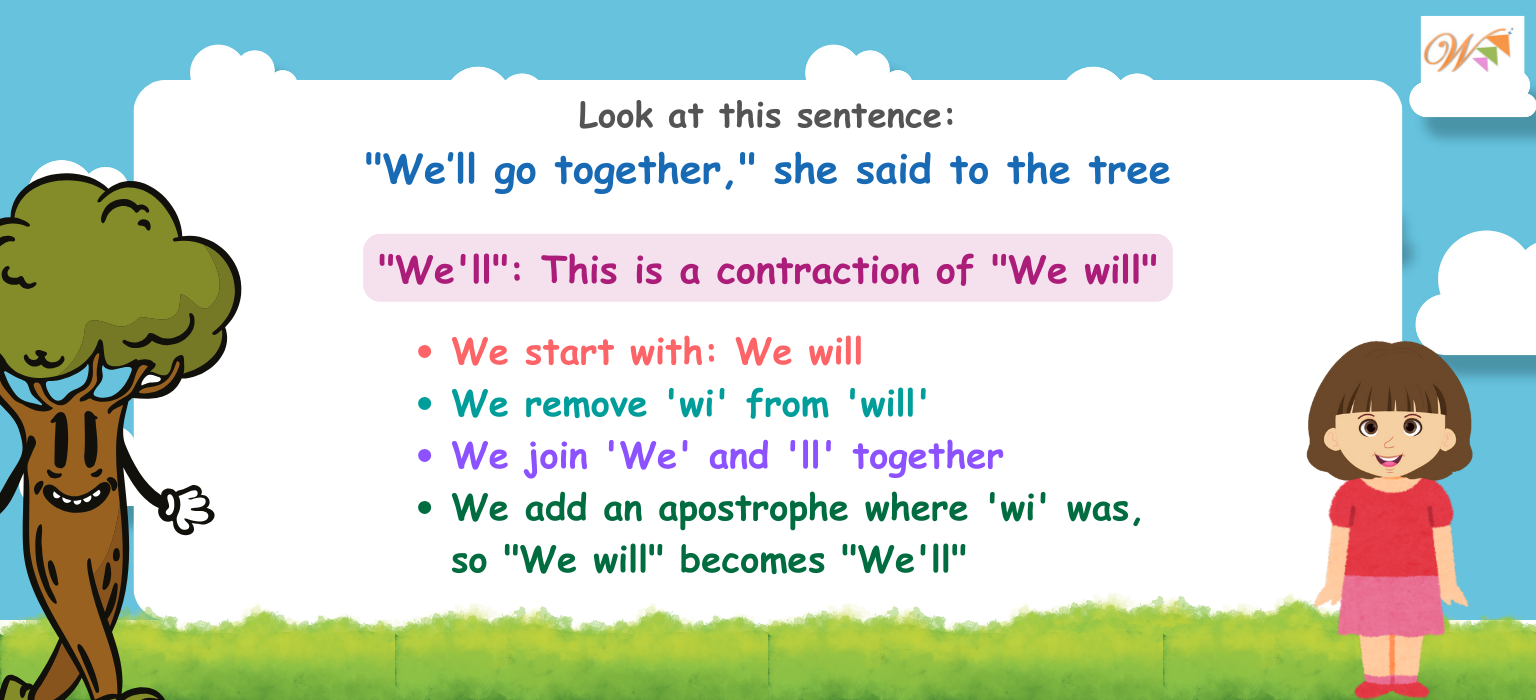 W
Look at this sentence:
"We'll go together," she said to the tree
"We'll": This is a contraction of "We will"
• We start with: We will
• We remove 'wi' from 'will'
• We join 'We' and 'll' together
• We add an apostrophe where 'wi' was,
so "We will" becomes "We'll"